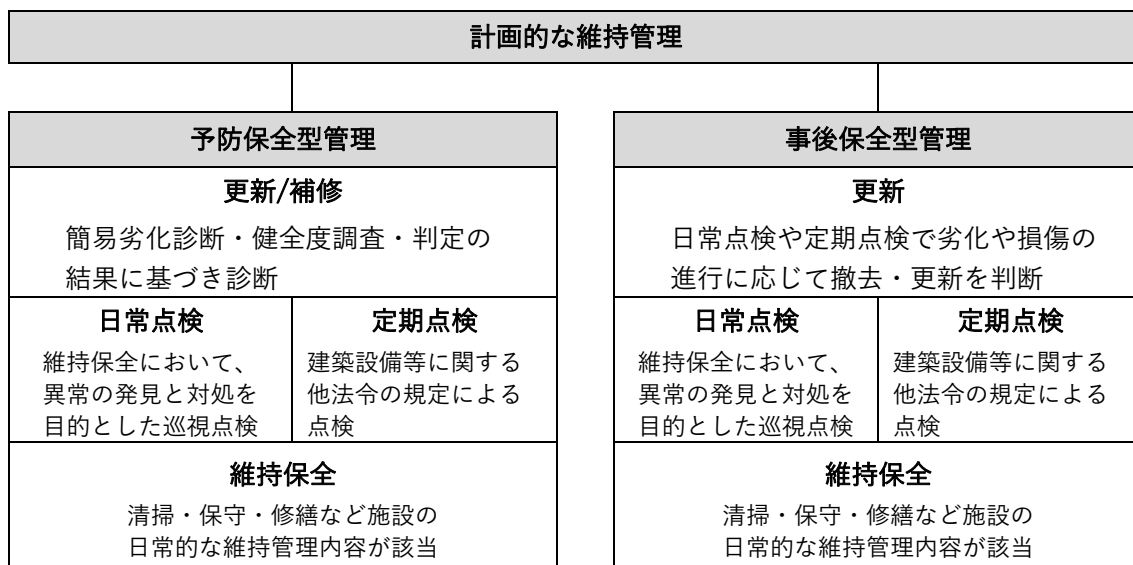 計画的な維持管理
予防保全型管理
更新/補修
簡易劣化診断・健全度調査・判定の
結果に基づき診断
日常点検
維持保全において、
異常の発見と対処を
目的とした巡視点検
定期点検
建築設備等に関する
他法令の規定による
点検
維持保全
清掃・保守・修繕など施設の
日常的な維持管理内容が該当
事後保全型管理
更新
日常点検や定期点検で劣化や損傷の
進行に応じて撤去・更新を判断
日常点検
維持保全において、
異常の発見と対処を
目的とした巡視点検
定期点検
建築設備等に関する
他法令の規定による
点検
維持保全
清掃・保守・修繕など施設の
日常的な維持管理内容が該当